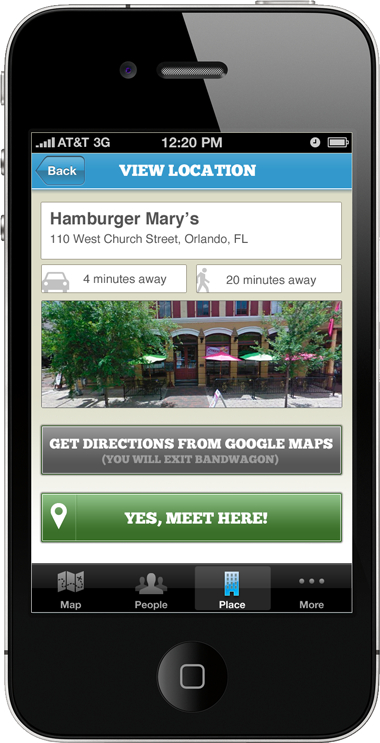 AT&T 3G 12:20 PM
Back
VIEW LOCATION
Hamburger Mary's
110 West Church Street, Orlando, FL
4 minutes away
20 minutes away
GET DIRECTIONS FROM GOOGLE MAPS
(YOU WILL EXIT BANDWAGON)
YES, MEET HERE!
Map
People
Place
More